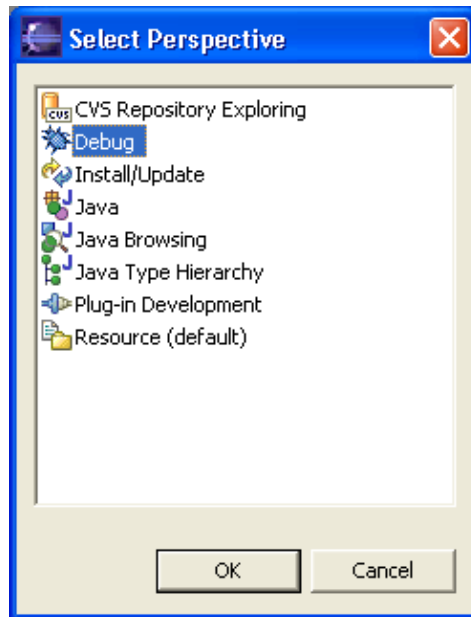 Select Perspective
CVS Repository Exploring
Debug
Install/Update
Java
Java Browsing
Java Type Hierarchy
Plug-in Development
Resource (default)
OK
Cancel